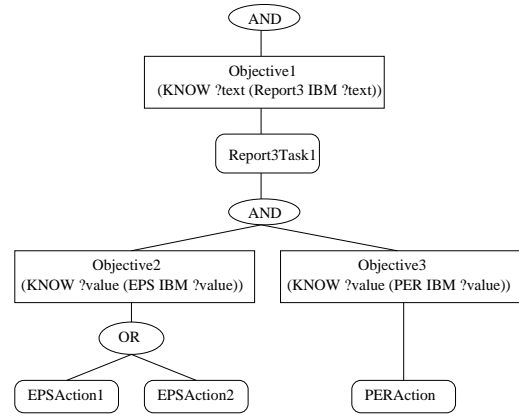 AND
Objective1
(KNOW ?text (Report3 IBM ?text))
Report3Task1
AND
Objective2
(KNOW ?value (EPS IBM ?value))
Objective3
(KNOW ?value (PER IBM ?value))
OR
EPSAction1
EPSAction2
PERAction